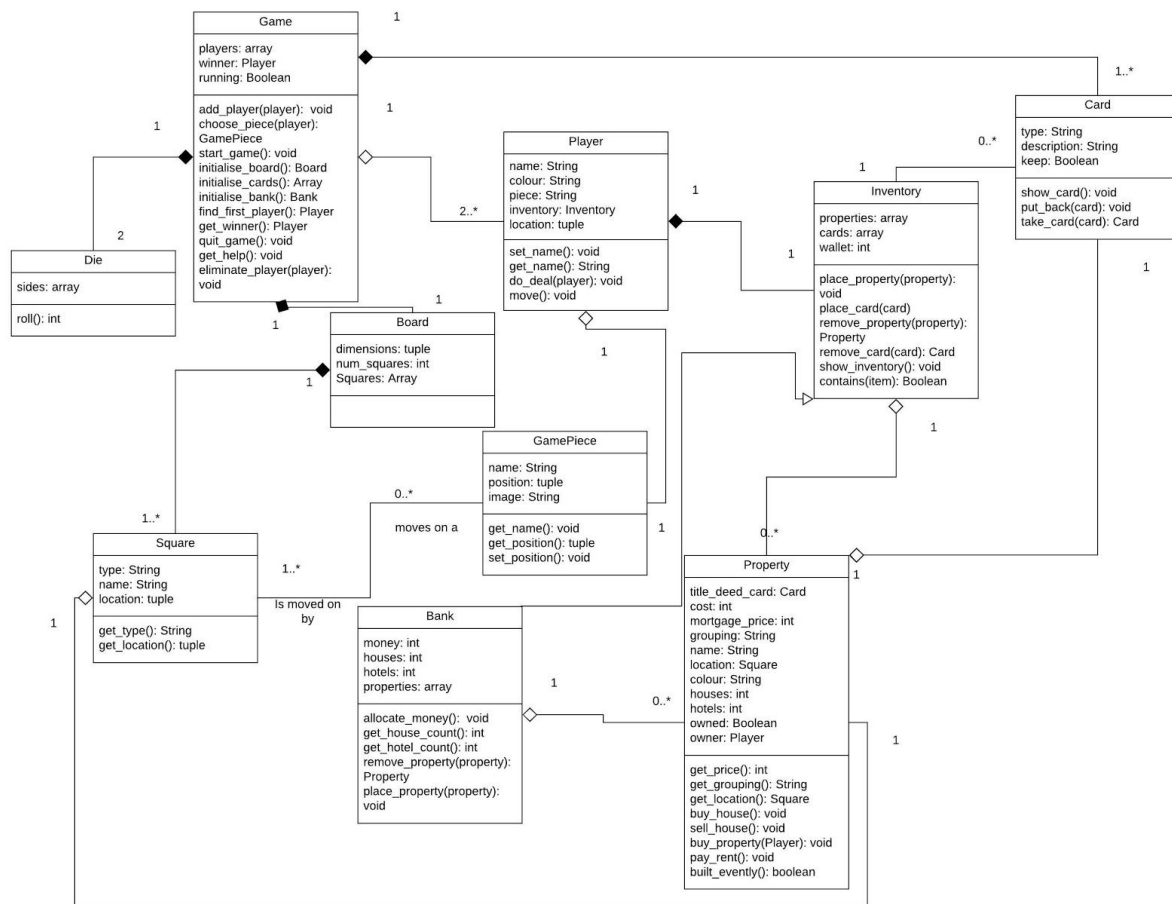 Game
players: array
winner: Player
running: Boolean
add_player(player):  void
choose_piece(player):
GamePiece
start_game(): void
initialise_board(): Board
initialise_cards(): Array
initialise_bank(): Bank
find_first_player(): Player
get_winner(): Player
quit_game(): void
get_help(): void
eliminate_player(player):
void
1
1..*
Card
type: String
description: String
keep: Boolean
show_card(): void
put_back(card): void
take_card(card): Card
1
2..*
Player
name: String
colour: String
piece: String
inventory: Inventory
location: tuple
set_name(): void
get_name(): String
do_deal(player): void
move(): void
0..*
1
Inventory
properties: array
cards: array
wallet: int
place_property(property):
void
place_card(card)
remove_property(property):
Property
remove_card(card): Card
show_inventory(): void
contains(item): Boolean
1
1
1
2
Die
sides: array
roll(): int
1
1
Board
dimensions: tuple
num_squares: int
Squares: Array
1
1..*
1
1
GamePiece
name: String
position: tuple
image: String
get_name(): void
get_position(): tuple
set_position(): void
0..*
moves on a
1..*
Is moved on
by
Square
type: String
name: String
location: tuple
get_type(): String
get_location(): tuple
1
Bank
money: int
houses: int
hotels: int
properties: array
allocate_money():  void
get_house_count(): int
get_hotel_count(): int
remove_property(property):
Property
place_property(property):
void
1
0..*
1
0..*
1
1
Property
title_deed_card: Card
cost: int
mortgage_price: int
grouping: String
name: String
location: Square
colour: String
houses: int
hotels: int
owned: Boolean
owner: Player
get_price(): int
get_grouping(): String
get_location(): Square
buy_house(): void
sell_house(): void
buy_property(Player): void
pay_rent(): void
built_evently(): boolean
1